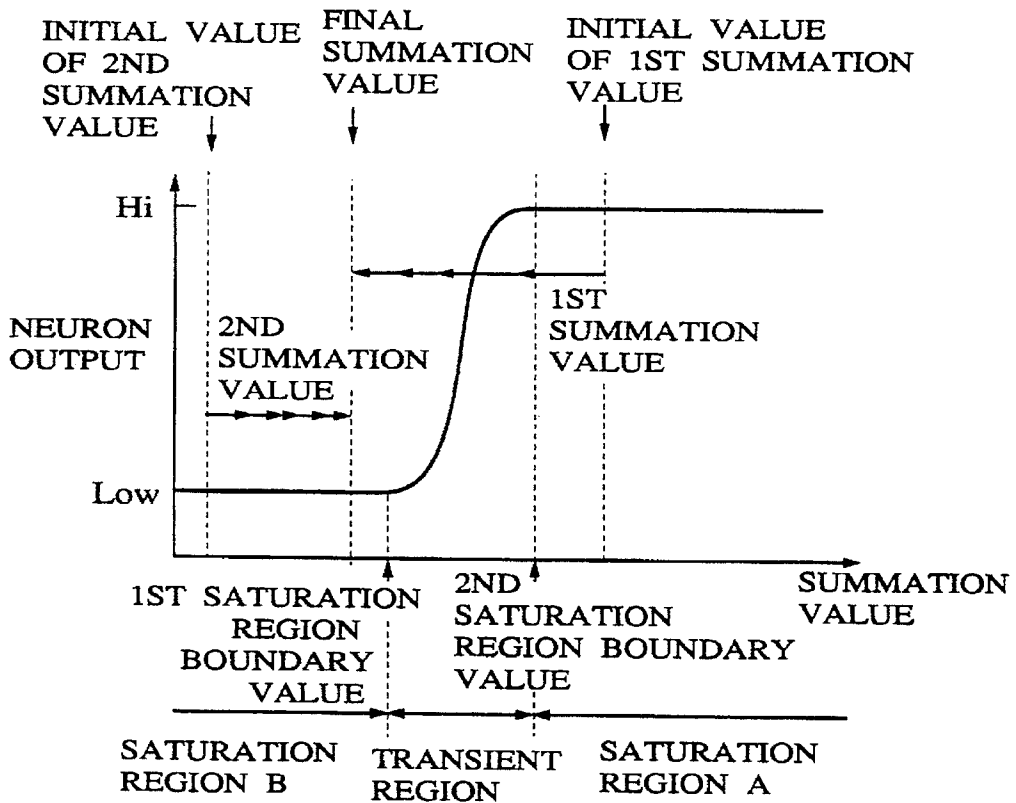 INITIAL VALUE
OF 2ND
SUMMATION
VALUE
FINAL
SUMMATION
VALUE
INITIAL VALUE
OF 1ST SUMMATION
VALUE
Hi
NEURON
OUTPUT
2ND
SUMMATION
VALUE
1ST
SUMMATION
VALUE
Low
1ST SATURATION
REGION
BOUNDARY
VALUE
2ND
SATURATION
REGION BOUNDARY
VALUE
SUMMATION
VALUE
SATURATION
REGION B
TRANSIENT
REGION
SATURATION
REGION A